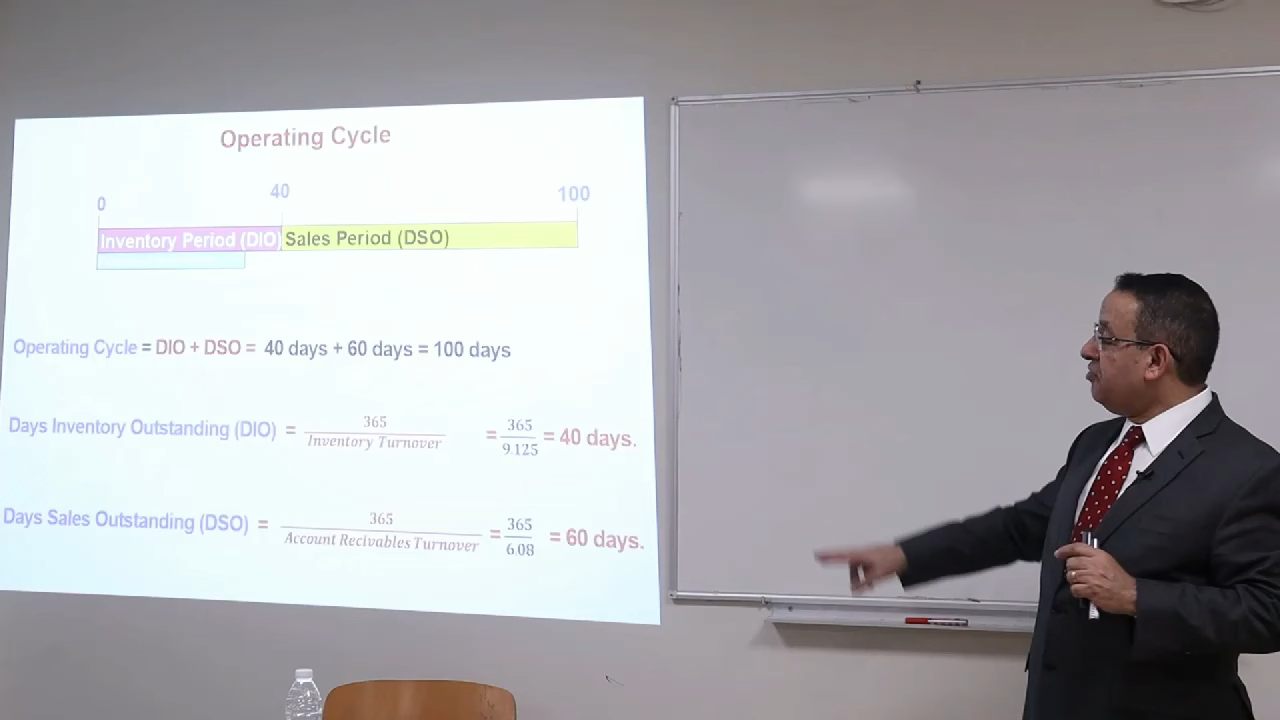 Operating Cycle
0 40 100
Inventory Period (DIO) Sales Period (DSO)
Operating Cycle = DIO + DSO = 40 days + 60 days = 100 days
Days Inventory Outstanding (DIO) = 365 / Inventory Turnover = 365 / 9.125 = 40 days.
Days Sales Outstanding (DSO) = 365 / Account Recivables Turnover = 365 / 6.08 = 60 days.